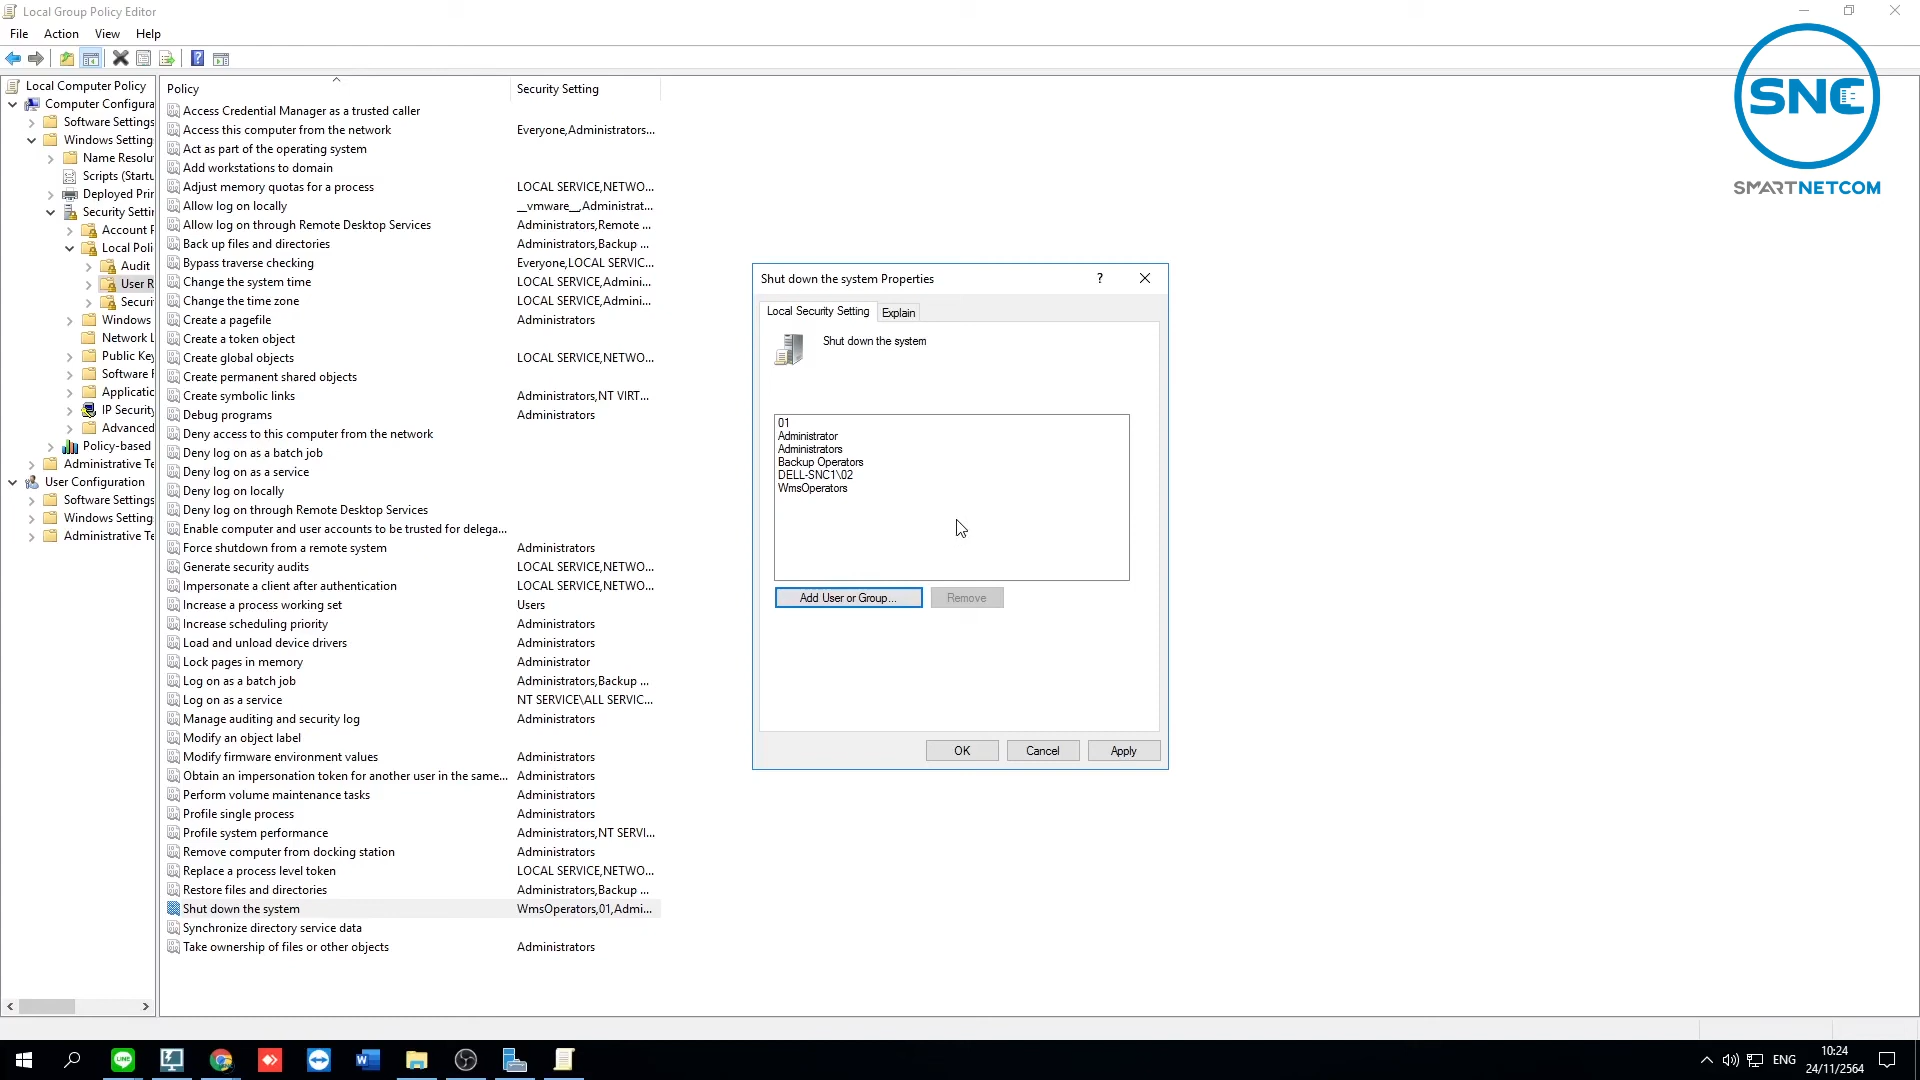 Local Group Policy Editor
File Action View Help
SNC
SMARTNETCOM
Local Computer Policy
Computer Configura
Software Settings
Windows Setting
Name Resolu
Scripts (Startu
Deployed Prin
Security Settin
Account P
Local Poli
Audit
User R
Securi
Windows
Network L
Public Key
Software R
Applicatic
IP Security
Advanced
Policy-based
Administrative Te
User Configuration
Software Settings
Windows Setting
Administrative Te
Policy Security Setting
Access Credential Manager as a trusted caller
Access this computer from the network Everyone,Administrators...
Act as part of the operating system
Add workstations to domain
Adjust memory quotas for a process LOCAL SERVICE,NETWO...
Allow log on locally __vmware__,Administrat...
Allow log on through Remote Desktop Services Administrators,Remote ...
Back up files and directories Administrators,Backup ...
Bypass traverse checking Everyone,LOCAL SERVIC...
Change the system time LOCAL SERVICE,Admini...
Change the time zone LOCAL SERVICE,Admini...
Create a pagefile Administrators
Create a token object
Create global objects LOCAL SERVICE,NETWO...
Create permanent shared objects
Create symbolic links Administrators,NT VIRT...
Debug programs Administrators
Deny access to this computer from the network
Deny log on as a batch job
Deny log on as a service
Deny log on locally
Deny log on through Remote Desktop Services
Enable computer and user accounts to be trusted for delega...
Force shutdown from a remote system Administrators
Generate security audits LOCAL SERVICE,NETWO...
Impersonate a client after authentication LOCAL SERVICE,NETWO...
Increase a process working set Users
Increase scheduling priority Administrators
Load and unload device drivers Administrators
Lock pages in memory Administrator
Log on as a batch job Administrators,Backup ...
Log on as a service NT SERVICE\ALL SERVIC...
Manage auditing and security log Administrators
Modify an object label
Modify firmware environment values Administrators
Obtain an impersonation token for another user in the same... Administrators
Perform volume maintenance tasks Administrators
Profile single process Administrators
Profile system performance Administrators,NT SERVI...
Remove computer from docking station Administrators
Replace a process level token LOCAL SERVICE,NETWO...
Restore files and directories Administrators,Backup ...
Shut down the system WmsOperators,01,Admi...
Synchronize directory service data
Take ownership of files or other objects Administrators
Shut down the system Properties ?
Local Security Setting Explain
Shut down the system
01
Administrator
Administrators
Backup Operators
DELL-SNC1\02
WmsOperators
Add User or Group... Remove
OK Cancel Apply
LINE
W
ENG
10:24
24/11/2564